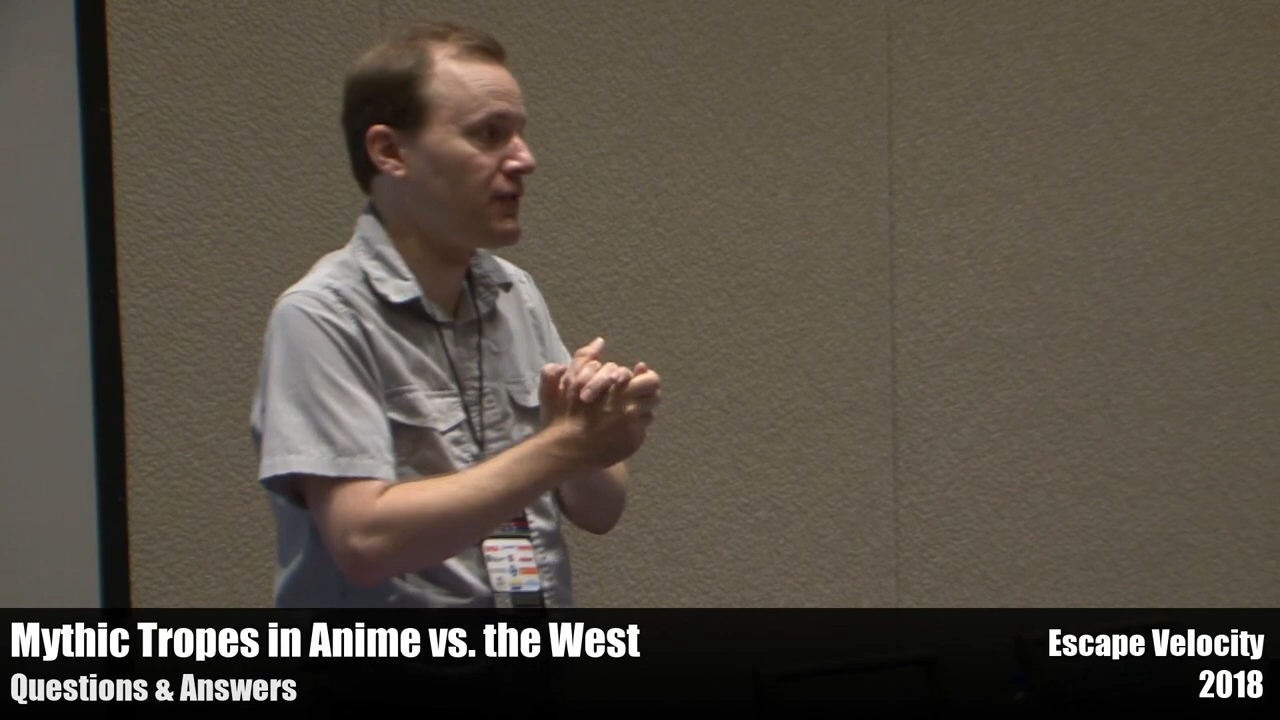 Mythic Tropes in Anime vs. the West
Questions & Answers
Escape Velocity
2018